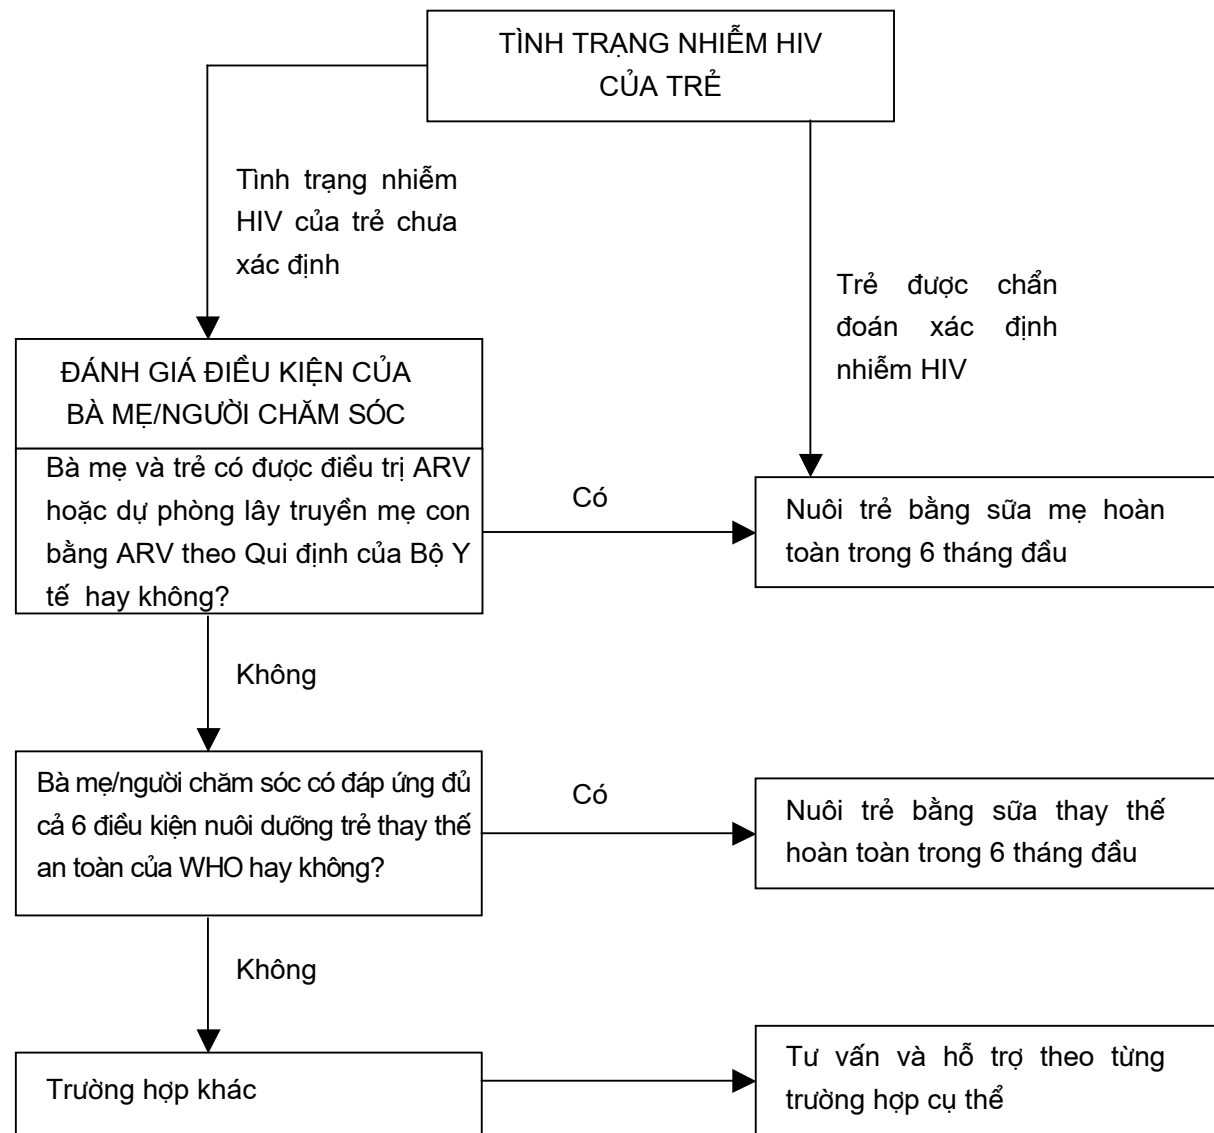 TÌNH TRẠNG NHIỄM HIV
CỦA TRẺ
Tình trạng nhiễm
HIV của trẻ chưa
xác định
Trẻ được chẩn
đoán xác định
nhiễm HIV
ĐÁNH GIÁ ĐIỀU KIỆN CỦA
BÀ MẸ/NGƯỜI CHĂM SÓC
Bà mẹ và trẻ có được điều trị ARV
hoặc dự phòng lây truyền mẹ con
bằng ARV theo Qui định của Bộ Y
tế hay không?
Có
Nuôi trẻ bằng sữa mẹ hoàn
toàn trong 6 tháng đầu
Không
Bà mẹ/người chăm sóc có đáp ứng đủ
cả 6 điều kiện nuôi dưỡng trẻ thay thế
an toàn của WHO hay không?
Có
Nuôi trẻ bằng sữa thay thế
hoàn toàn trong 6 tháng đầu
Không
Trường hợp khác
Tư vấn và hỗ trợ theo từng
trường hợp cụ thể